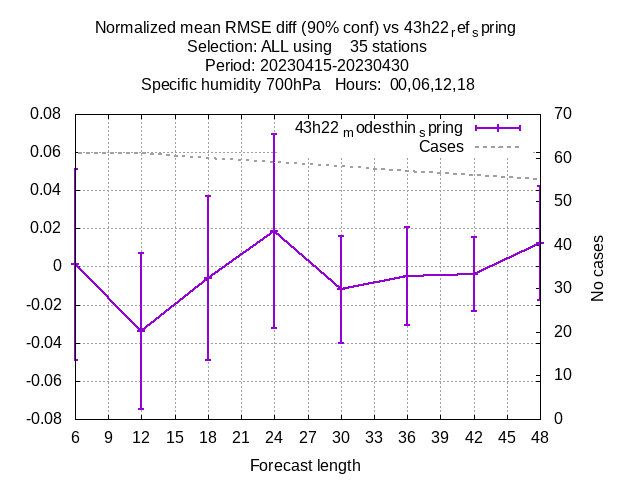 Normalized mean RMSE diff (90% conf) vs 43h22refspring
Selection: ALL using 35 stations
Period: 20230415-20230430
Specific humidity 700hPa Hours: 00,06,12,18
0.08
0.06
0.04
0.02
0
-0.02
-0.04
-0.06
-0.08
43h22modesthinspring
Cases
70
60
50
40
30
20
10
0
No cases
6 9 12 15 18 21 24 27 30 33 36 39 42 45 48
Forecast length